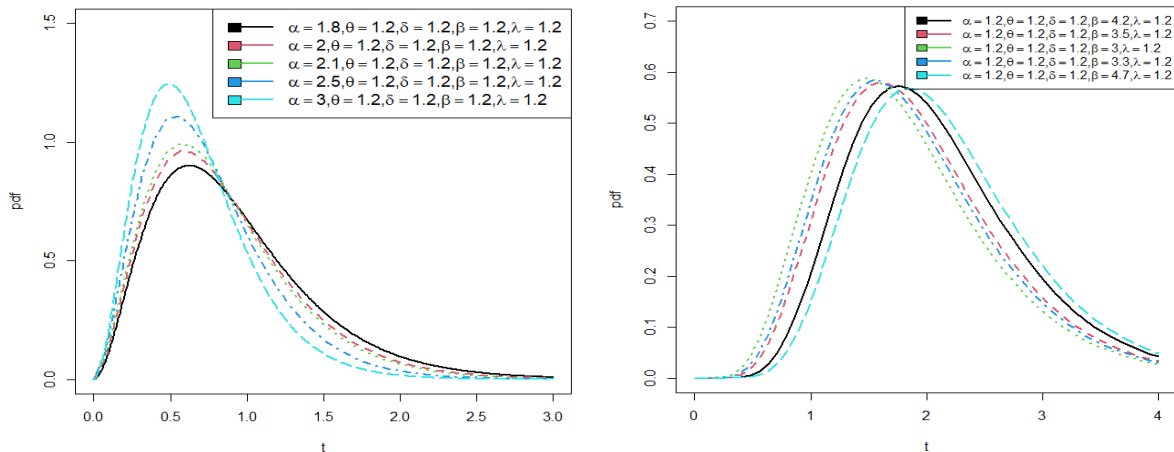 α = 1.8,θ = 1.2,δ = 1.2,β = 1.2,λ = 1.2
α = 2,θ = 1.2,δ = 1.2,β = 1.2,λ = 1.2
α = 2.1,θ = 1.2,δ = 1.2,β = 1.2,λ = 1.2
α = 2.5,θ = 1.2,δ = 1.2,β = 1.2,λ = 1.2
α = 3,θ = 1.2,δ = 1.2,β = 1.2,λ = 1.2
1.5
1.0
0.5
0.0
pdf
0.0 0.5 1.0 1.5 2.0 2.5 3.0
t
α = 1.2,θ = 1.2,δ = 1.2,β = 4.2,λ = 1.2
α = 1.2,θ = 1.2,δ = 1.2,β = 3.5,λ = 1.2
α = 1.2,θ = 1.2,δ = 1.2,β = 3,λ = 1.2
α = 1.2,θ = 1.2,δ = 1.2,β = 3.3,λ = 1.2
α = 1.2,θ = 1.2,δ = 1.2,β = 4.7,λ = 1.2
0.7
0.6
0.5
0.4
0.3
0.2
0.1
0.0
pdf
0 1 2 3 4
t